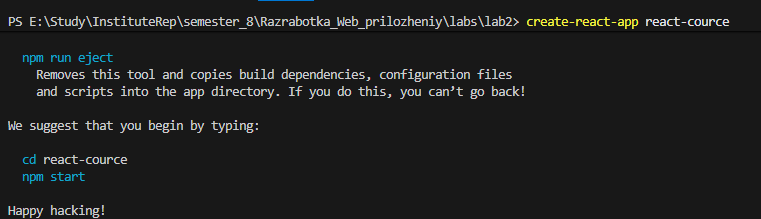 PS E:\Study\InstituteRep\semester_8\Razrabotka_Web_prilozheniy\labs\lab2> create-react-app react-cource
npm run eject
Removes this tool and copies build dependencies, configuration files
and scripts into the app directory. If you do this, you can’t go back!
We suggest that you begin by typing:
cd react-cource
npm start
Happy hacking!